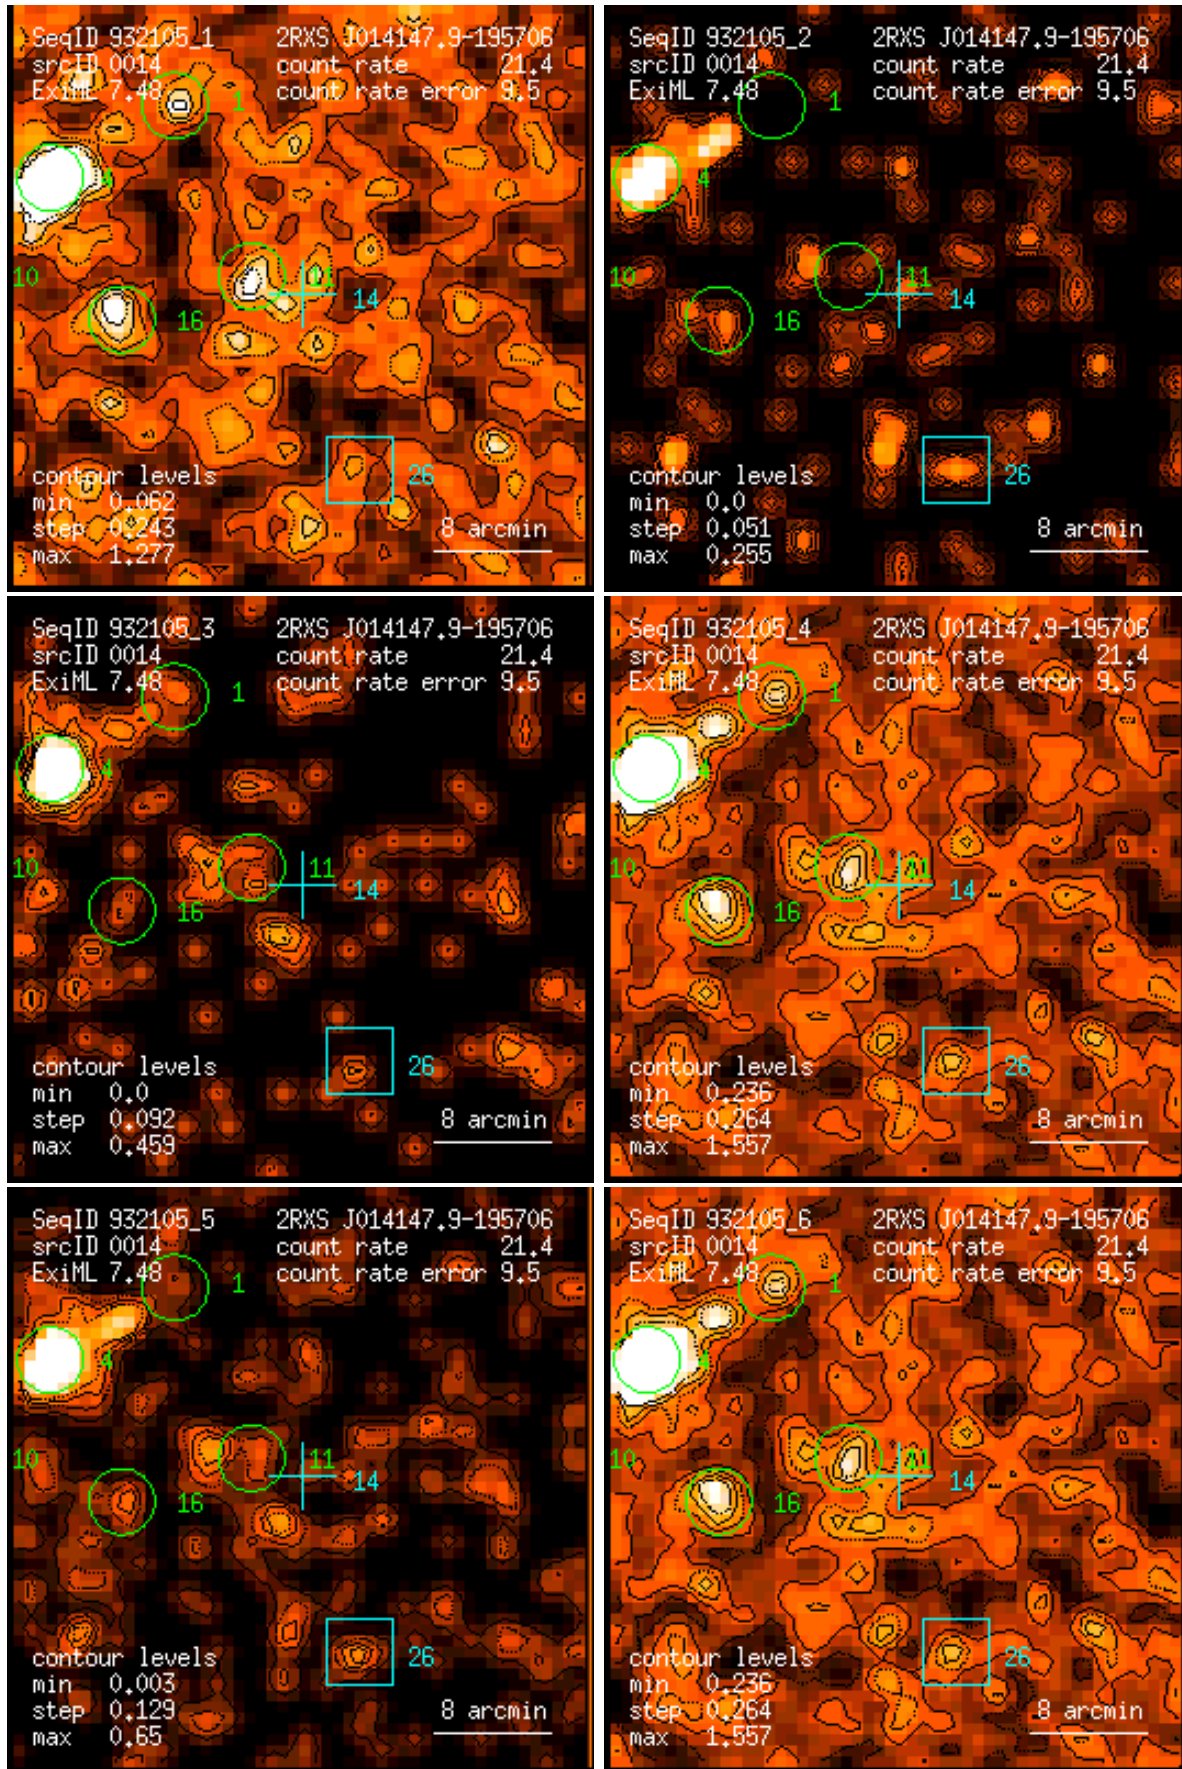 SeqID 932105_1 2RXS J014147.9-195706
srcID 0014 count rate 21.4
ExiML 7.48 count rate error 9.5
1
4
10 11
14
16
26
contour levels
min 0.062
step 0.243 8 arcmin
max 1.277
SeqID 932105_2 2RXS J014147.9-195706
srcID 0014 count rate 21.4
ExiML 7.48 count rate error 9.5
1
4
10 11
14
16
26
contour levels
min 0.0
step 0.051 8 arcmin
max 0.255
SeqID 932105_3 2RXS J014147.9-195706
srcID 0014 count rate 21.4
ExiML 7.48 count rate error 9.5
1
4
10 11
14
16
26
contour levels
min 0.0
step 0.092 8 arcmin
max 0.459
SeqID 932105_4 2RXS J014147.9-195706
srcID 0014 count rate 21.4
ExiML 7.48 count rate error 9.5
1
4
10 11
14
16
26
contour levels
min 0.236
step 0.264 8 arcmin
max 1.557
SeqID 932105_5 2RXS J014147.9-195706
srcID 0014 count rate 21.4
ExiML 7.48 count rate error 9.5
1
4
10 11
14
16
26
contour levels
min 0.003
step 0.129 8 arcmin
max 0.65
SeqID 932105_6 2RXS J014147.9-195706
srcID 0014 count rate 21.4
ExiML 7.48 count rate error 9.5
1
4
10 11
14
16
26
contour levels
min 0.236
step 0.264 8 arcmin
max 1.557